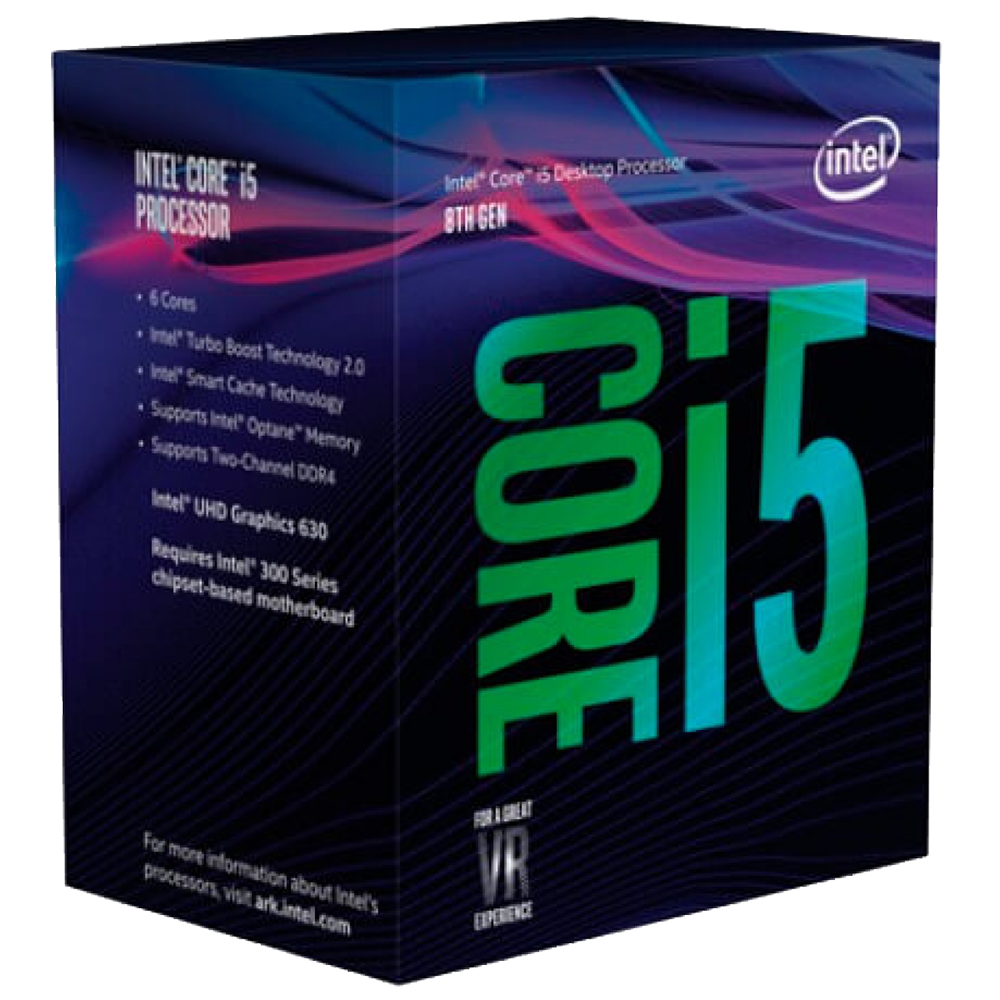 INTEL® CORE™ i5
PROCESSOR
• 6 Cores
• Intel® Turbo Boost Technology 2.0
• Intel® Smart Cache Technology
• Supports Intel® Optane™ Memory
• Supports Two-Channel DDR4
Intel® UHD Graphics 630
Requires Intel® 300 Series
chipset-based motherboard
For more information about Intel's
processors, visit ark.intel.com
Intel® Core™ i5 Desktop Processor
8TH GEN
intel®
CORE
i5
FOR A GREAT
VR
EXPERIENCE